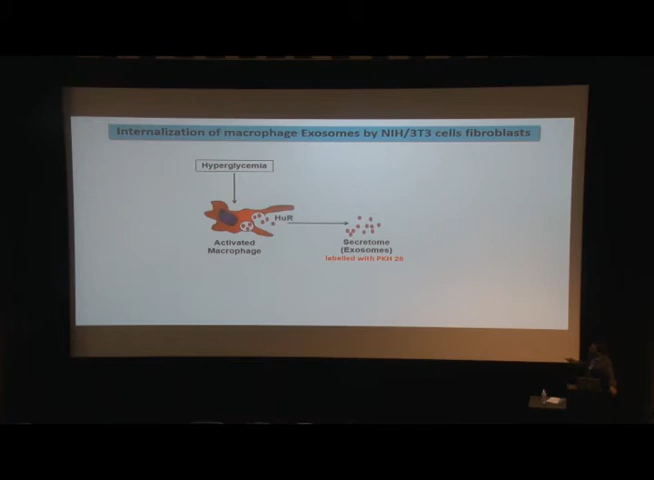 Internalization of macrophage Exosomes by NIH/3T3 cells fibroblasts
Hyperglycemia
HuR
Activated
Macrophage
Secretome
(Exosomes)
labelled with PKH 26